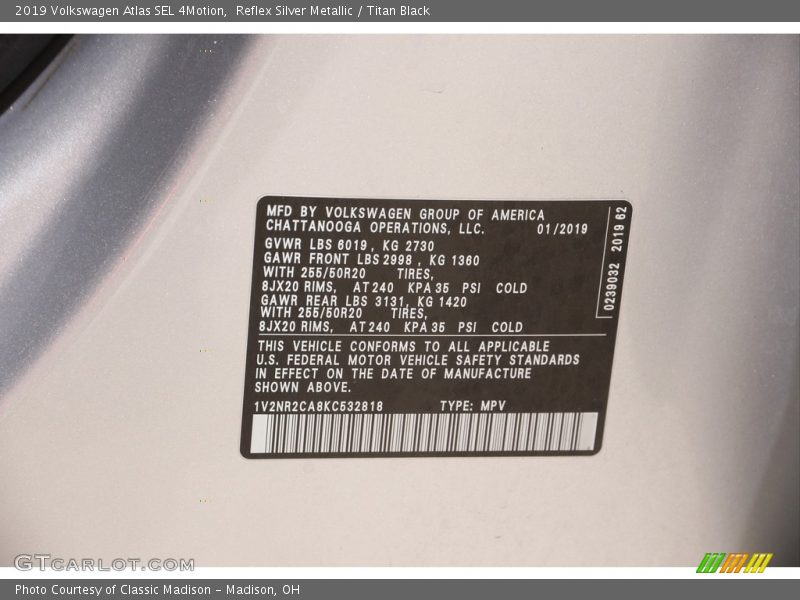 2019 Volkswagen Atlas SEL 4Motion, Reflex Silver Metallic / Titan Black
MFD BY VOLKSWAGEN GROUP OF AMERICA
CHATTANOOGA OPERATIONS, LLC. 01/2019
GVWR LBS 6019, KG 2730
GAWR FRONT LBS 2998, KG 1360
WITH 255/50R20 TIRES,
8JX20 RIMS, AT 240 KPA 35 PSI COLD
GAWR REAR LBS 3131, KG 1420
WITH 255/50R20 TIRES,
8JX20 RIMS, AT 240 KPA 35 PSI COLD
0239032 2019 62
THIS VEHICLE CONFORMS TO ALL APPLICABLE
U.S. FEDERAL MOTOR VEHICLE SAFETY STANDARDS
IN EFFECT ON THE DATE OF MANUFACTURE
SHOWN ABOVE.
1V2NR2CA8KC532818 TYPE: MPV
GTCARLOT.COM
Photo Courtesy of Classic Madison - Madison, OH